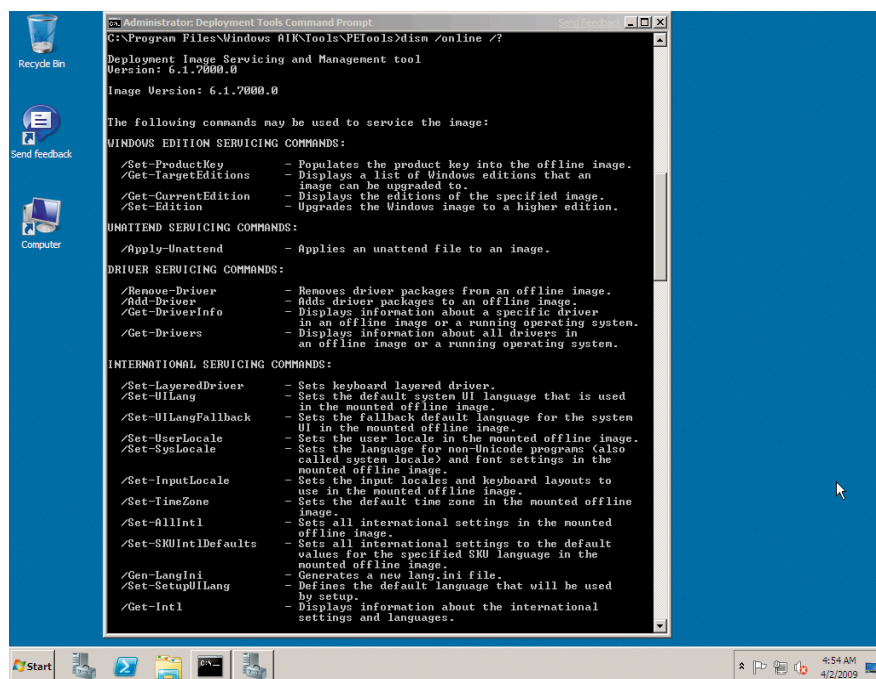 Administrator: Deployment Tools Command Prompt
Send Feedback
C:\Program Files\Windows AIK\Tools\PETools>dism /online /?
Deployment Image Servicing and Management tool
Version: 6.1.7000.0
Image Version: 6.1.7000.0
The following commands may be used to service the image:
WINDOWS EDITION SERVICING COMMANDS:
/Set-ProductKey - Populates the product key into the offline image.
/Get-TargetEditions - Displays a list of Windows editions that an
image can be upgraded to.
/Get-CurrentEdition - Displays the editions of the specified image.
/Set-Edition - Upgrades the Windows image to a higher edition.
UNATTEND SERVICING COMMANDS:
/Apply-Unattend - Applies an unattend file to an image.
DRIVER SERVICING COMMANDS:
/Remove-Driver - Removes driver packages from an offline image.
/Add-Driver - Adds driver packages to an offline image.
/Get-DriverInfo - Displays information about a specific driver
in an offline image or a running operating system.
/Get-Drivers - Displays information about all drivers in
an offline image or a running operating system.
INTERNATIONAL SERVICING COMMANDS:
/Set-LayeredDriver - Sets keyboard layered driver.
/Set-UILang - Sets the default system UI language that is used
in the mounted offline image.
/Set-UILangFallback - Sets the fallback default language for the system
UI in the mounted offline image.
/Set-UserLocale - Sets the user locale in the mounted offline image.
/Set-SysLocale - Sets the language for non-Unicode programs (also
called system locale) and font settings in the
mounted offline image.
/Set-InputLocale - Sets the input locales and keyboard layouts to
use in the mounted offline image.
/Set-TimeZone - Sets the default time zone in the mounted offline
image.
/Set-AllIntl - Sets all international settings in the mounted
offline image.
/Set-SKUIntlDefaults - Sets all international settings to the default
values for the specified SKU language in the
mounted offline image.
/Gen-LangIni - Generates a new lang.ini file.
/Set-SetupUILang - Defines the default language that will be used
by setup.
/Get-Intl - Displays information about the international
settings and languages.
Recycle Bin
Send feedback
Computer
Start
4:54 AM
4/2/2009